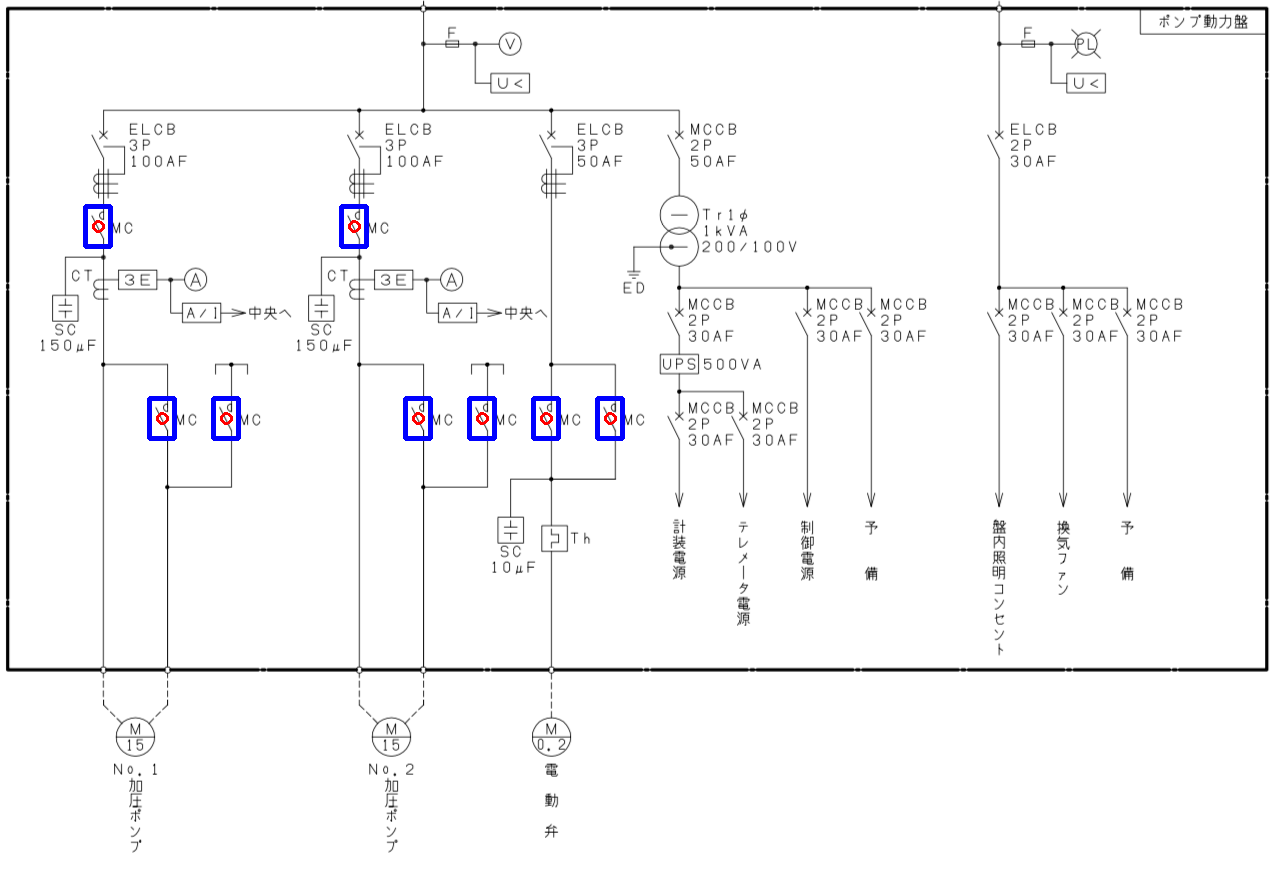 ポンプ動力盤
F
V
U<
F
PL
U<
ELCB
3P
100AF
ELCB
3P
100AF
ELCB
3P
50AF
MCCB
2P
50AF
ELCB
2P
30AF
MC
MC
Tr1φ
1kVA
200/100V
ED
CT
3E
A
A/I
中央へ
SC
150μF
CT
3E
A
A/I
中央へ
SC
150μF
MCCB
2P
30AF
MCCB
2P
30AF
MCCB
2P
30AF
MCCB
2P
30AF
MCCB
2P
30AF
MCCB
2P
30AF
UPS
500VA
MC
MC
MC
MC
MC
MC
MCCB
2P
30AF
MCCB
2P
30AF
SC
10μF
Th
計装電源
テレメータ電源
制御電源
予備
盤内照明コンセント
換気ファン
予備
M
15
No.1
加圧ポンプ
M
15
No.2
加圧ポンプ
M
0.2
電動弁